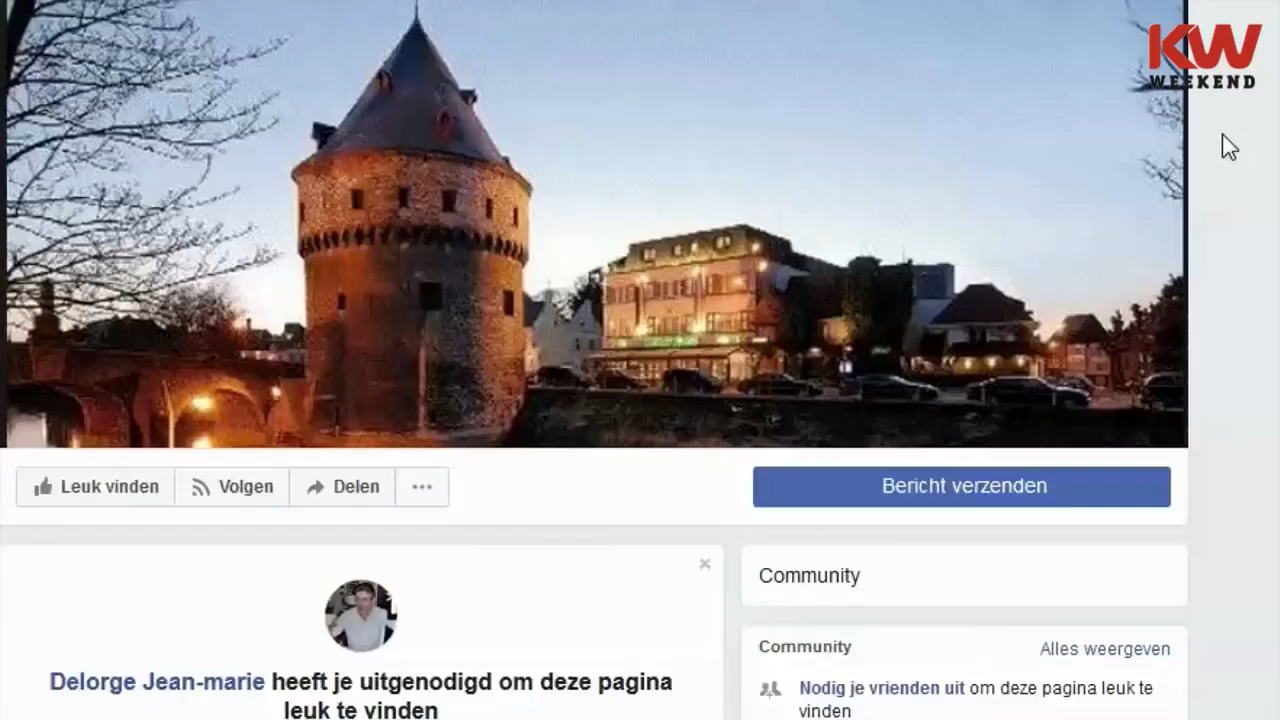 KW
WEEKEND
Leuk vinden
Volgen
Delen
Bericht verzenden
Community
Delorge Jean-marie heeft je uitgenodigd om deze pagina
leuk te vinden
Community
Alles weergeven
Nodig je vrienden uit om deze pagina leuk te
vinden